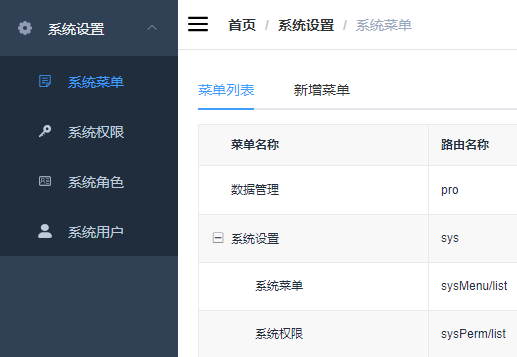 系统设置
系统菜单
系统权限
系统角色
系统用户
首页 / 系统设置 / 系统菜单
菜单列表 新增菜单
菜单名称 路由名称
数据管理 pro
系统设置 sys
系统菜单 sysMenu/list
系统权限 sysPerm/list